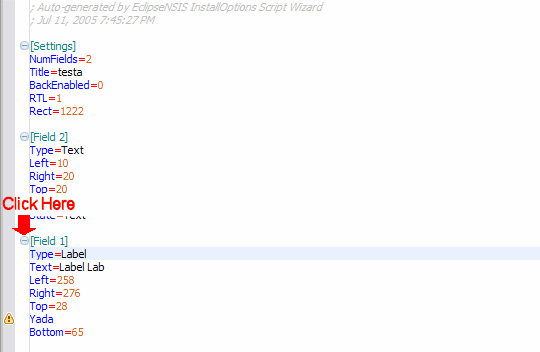 ; Auto-generated by EclipseNSIS InstallOptions Script Wizard
; Jul 11, 2005 7:45:27 PM
[Settings]
NumFields=2
Title=testa
BackEnabled=0
RTL=1
Rect=1222
[Field 2]
Type=Text
Left=10
Right=20
Top=20
Click Here
State=Text
[Field 1]
Type=Label
Text=Label Lab
Left=258
Right=276
Top=28
Yada
Bottom=65